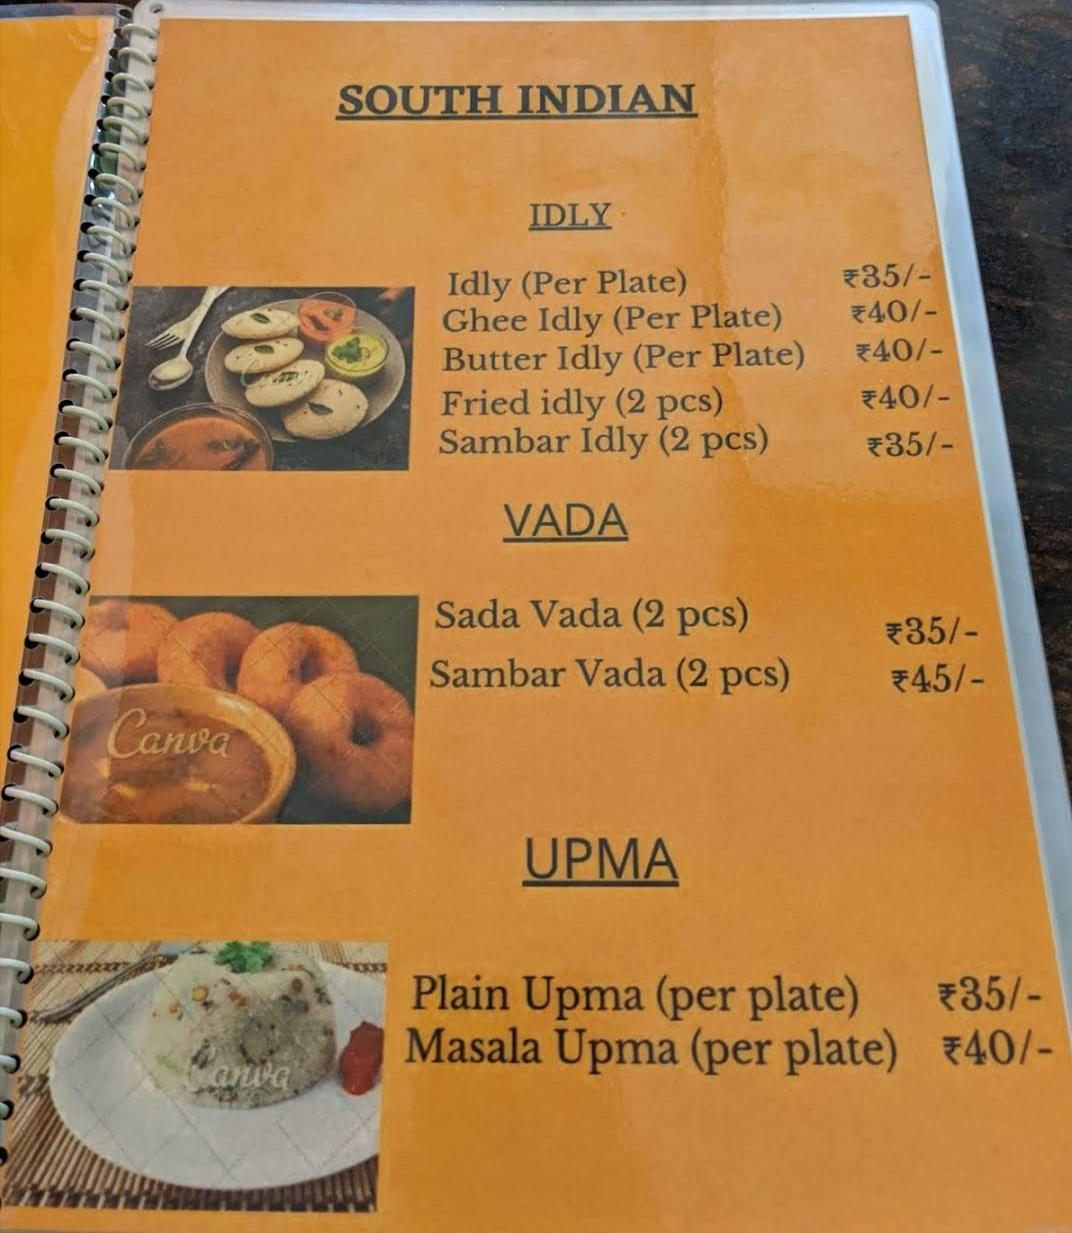 SOUTH INDIAN
IDLY
Idly (Per Plate) ₹35/-
Ghee Idly (Per Plate) ₹40/-
Butter Idly (Per Plate) ₹40/-
Fried idly (2 pcs) ₹40/-
Sambar Idly (2 pcs) ₹35/-
VADA
Sada Vada (2 pcs) ₹35/-
Sambar Vada (2 pcs) ₹45/-
Canva
UPMA
Plain Upma (per plate) ₹35/-
Masala Upma (per plate) ₹40/-
Canva